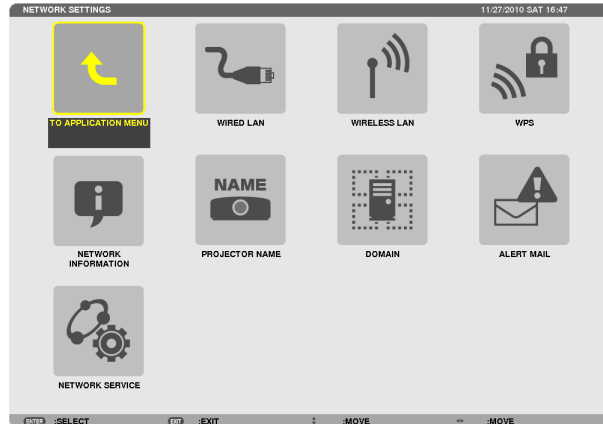 NETWORK SETTINGS 11/27/2010 SAT 16:47
TO APPLICATION MENU
WIRED LAN
WIRELESS LAN
WPS
NAME
NETWORK
INFORMATION
PROJECTOR NAME
DOMAIN
ALERT MAIL
NETWORK SERVICE
ENTER :SELECT EXIT :EXIT :MOVE :MOVE